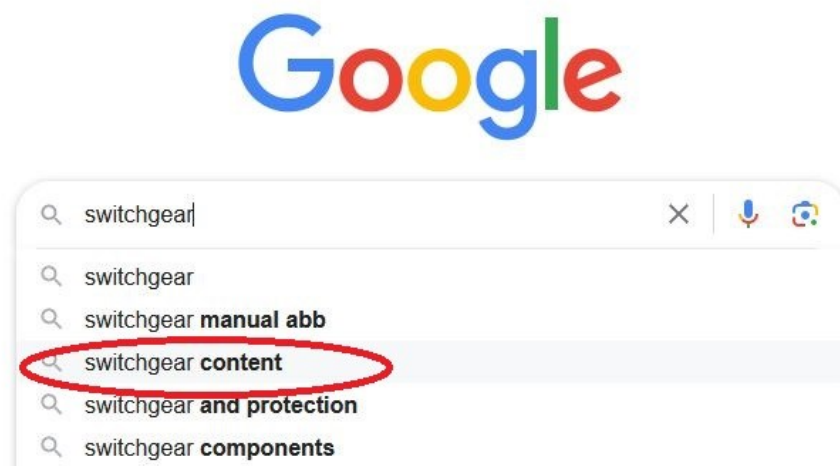 Google
switchgear
switchgear
switchgear manual abb
switchgear content
switchgear and protection
switchgear components